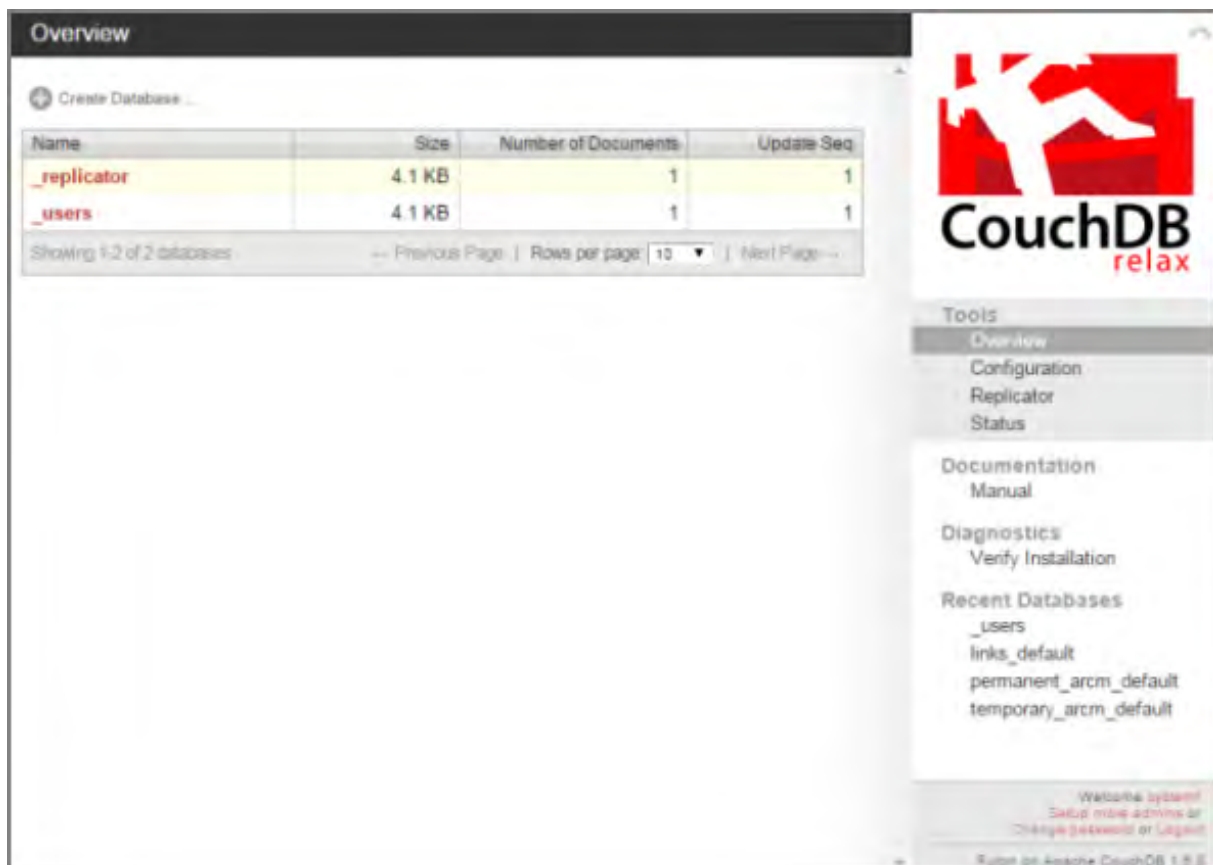 Overview
Create Database ...
Name Size Number of Documents Update Seq
_replicator 4.1 KB 1 1
_users 4.1 KB 1 1
Showing 1-2 of 2 databases ← Previous Page | Rows per page: 10 | Next Page →
CouchDB
relax
Tools
Overview
Configuration
Replicator
Status
Documentation
Manual
Diagnostics
Verify Installation
Recent Databases
_users
links_default
permanent_arcm_default
temporary_arcm_default
Welcome system!
Setup more admins or
Change password or Logout
Futon on Apache CouchDB